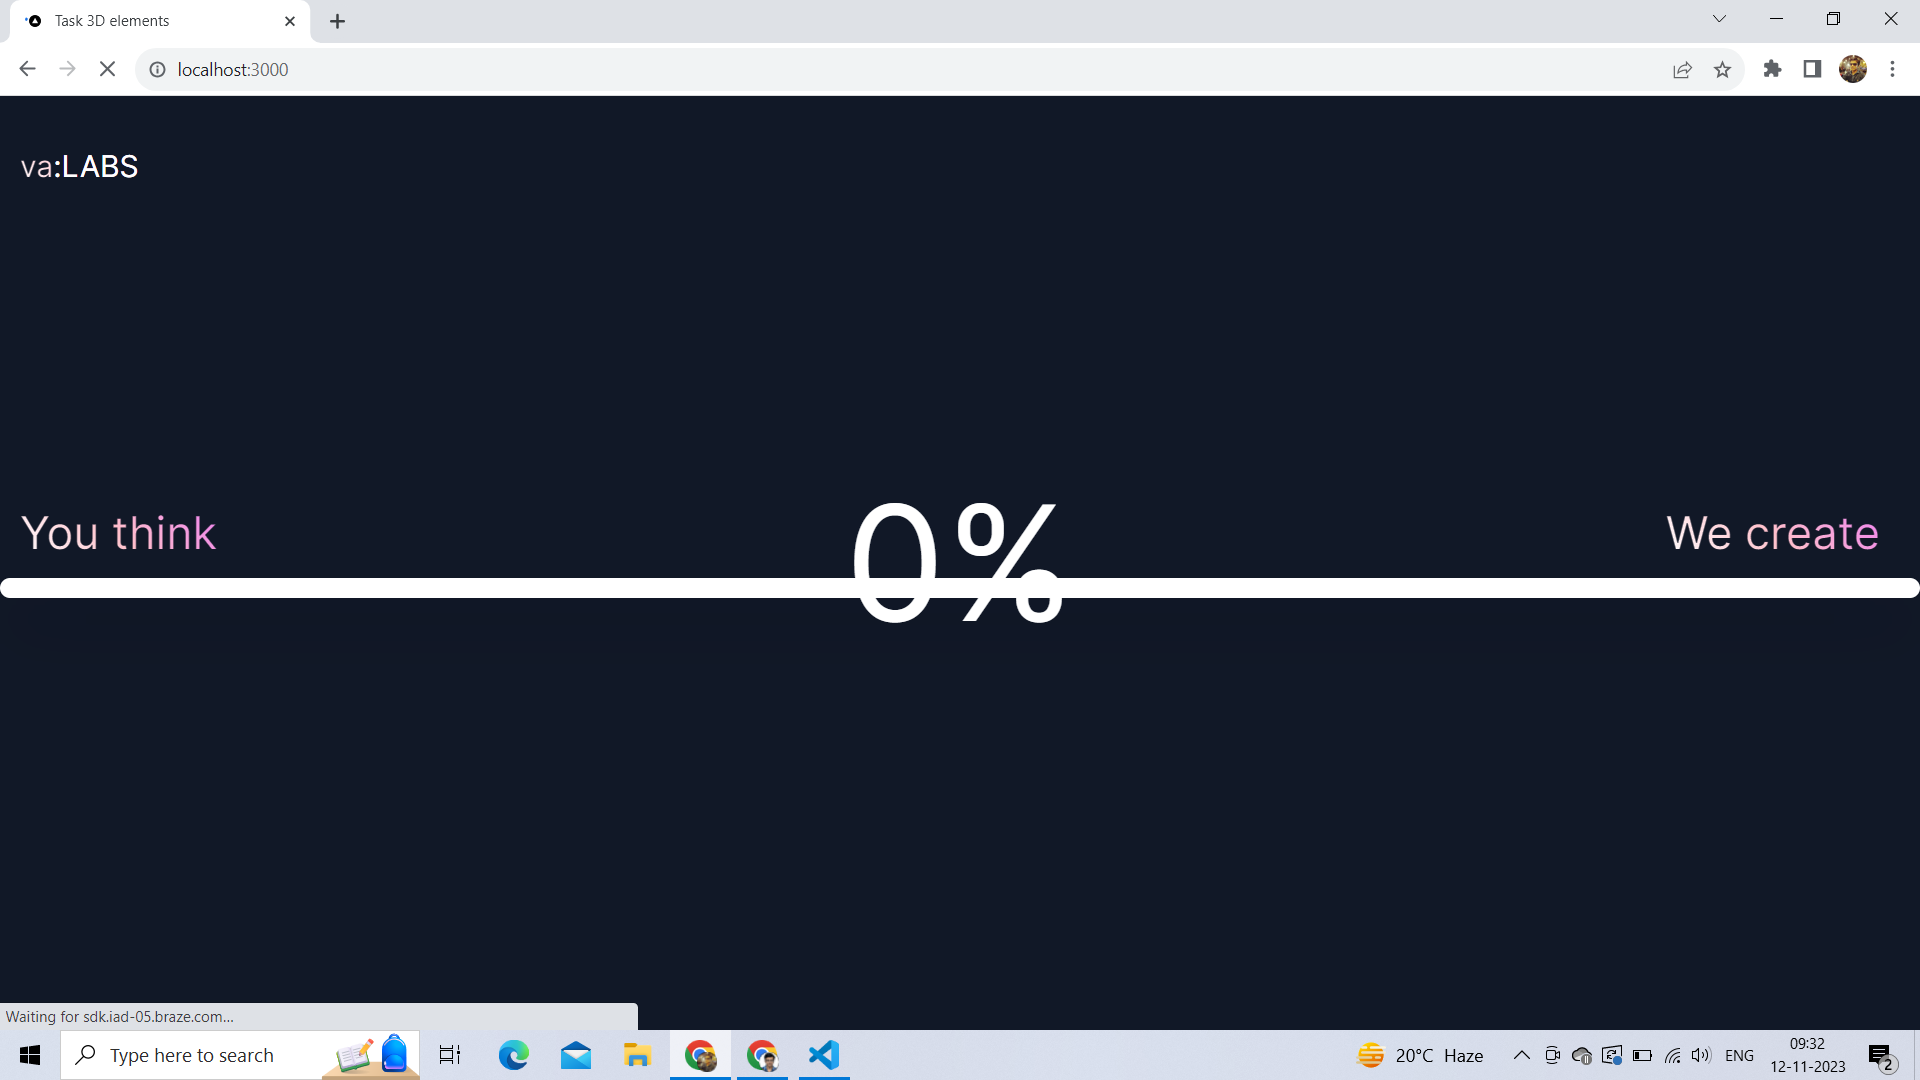 Task 3D elements
localhost:3000
va:LABS
You think
0%
We create
Waiting for sdk.iad-05.braze.com...
Type here to search
20°C Haze
ENG
09:32
12-11-2023
2